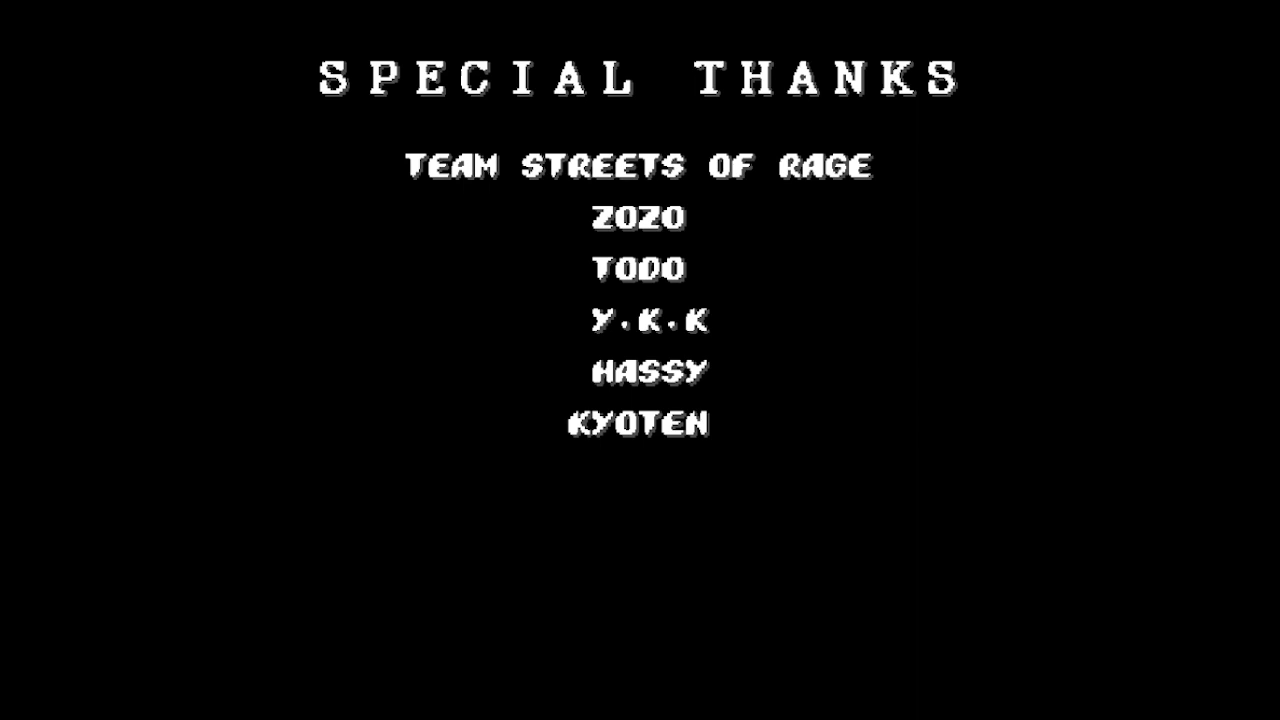 SPECIAL THANKS
TEAM STREETS OF RAGE
ZOZO
TODO
Y.K.K
HASSY
KYOTEN